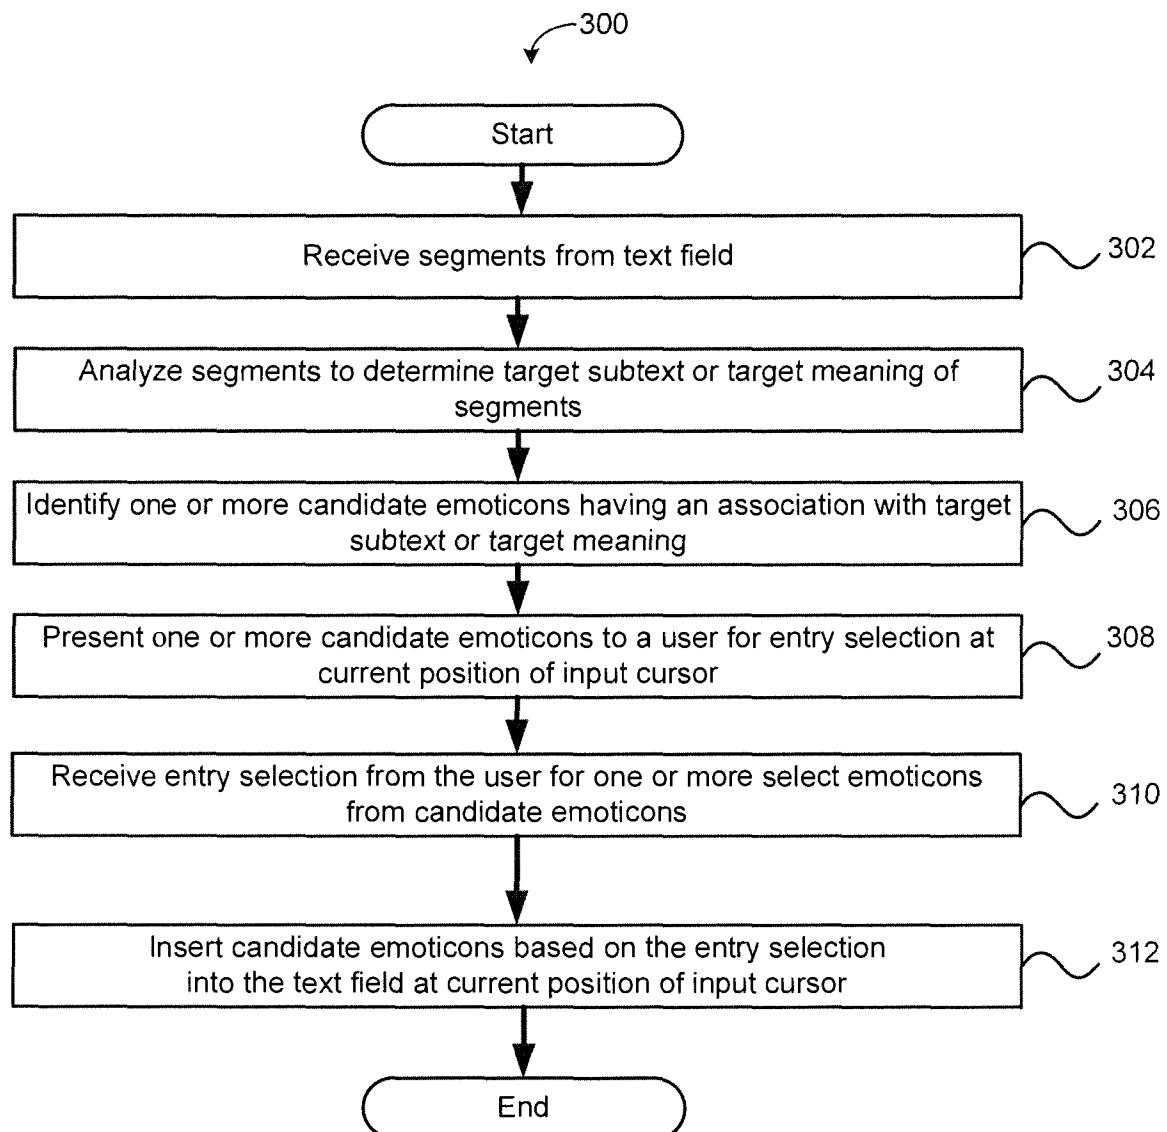 300
Start
Receive segments from text field
302
Analyze segments to determine target subtext or target meaning of
segments
304
Identify one or more candidate emoticons having an association with target
subtext or target meaning
306
Present one or more candidate emoticons to a user for entry selection at
current position of input cursor
308
Receive entry selection from the user for one or more select emoticons
from candidate emoticons
310
Insert candidate emoticons based on the entry selection
into the text field at current position of input cursor
312
End